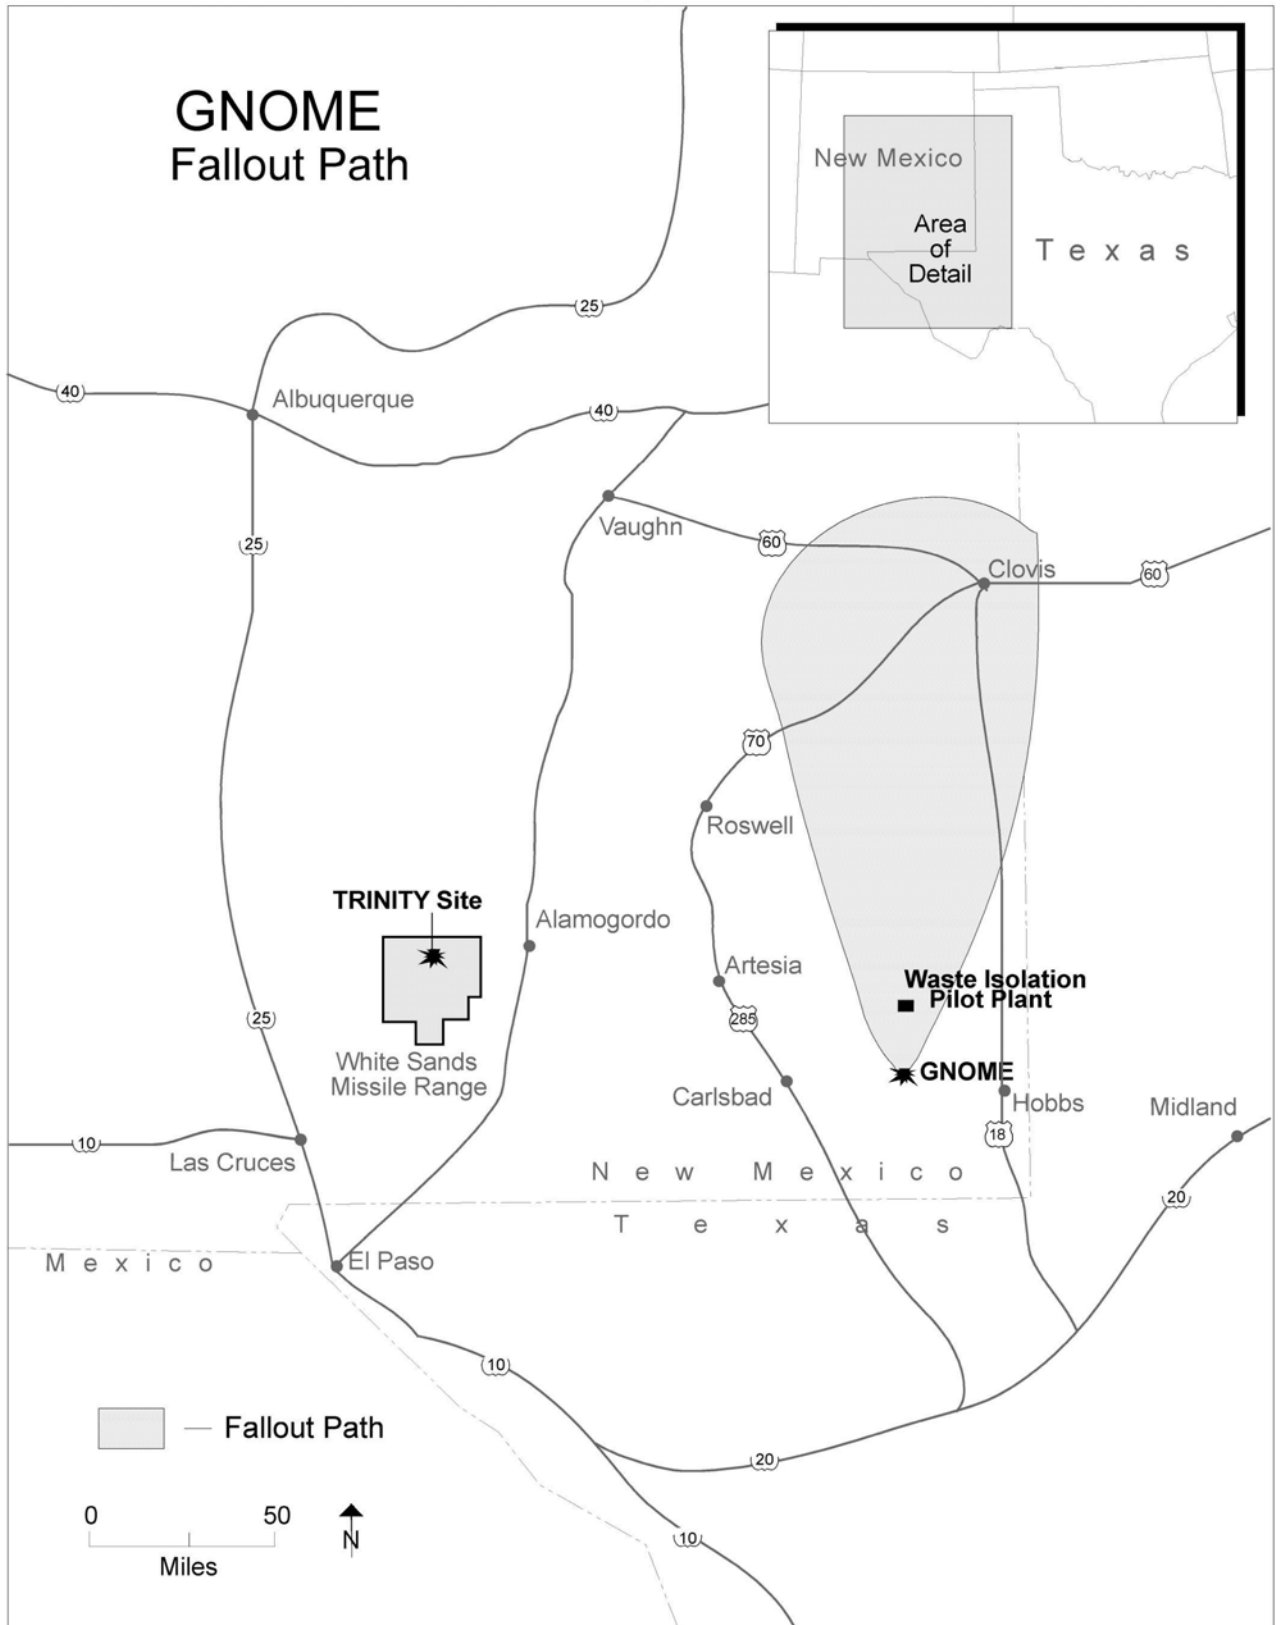 GNOME
Fallout Path
New Mexico
Area
of
Detail
Texas
25
40
Albuquerque
40
Vaughn
25
60
Clovis
60
70
Roswell
TRINITY Site
Alamogordo
Artesia
Waste Isolation
Pilot Plant
285
25
White Sands
Missile Range
GNOME
Carlsbad
Hobbs
Midland
18
10
Las Cruces
New Mexico
20
Texas
Mexico
El Paso
10
Fallout Path
20
0 50
N
Miles
10